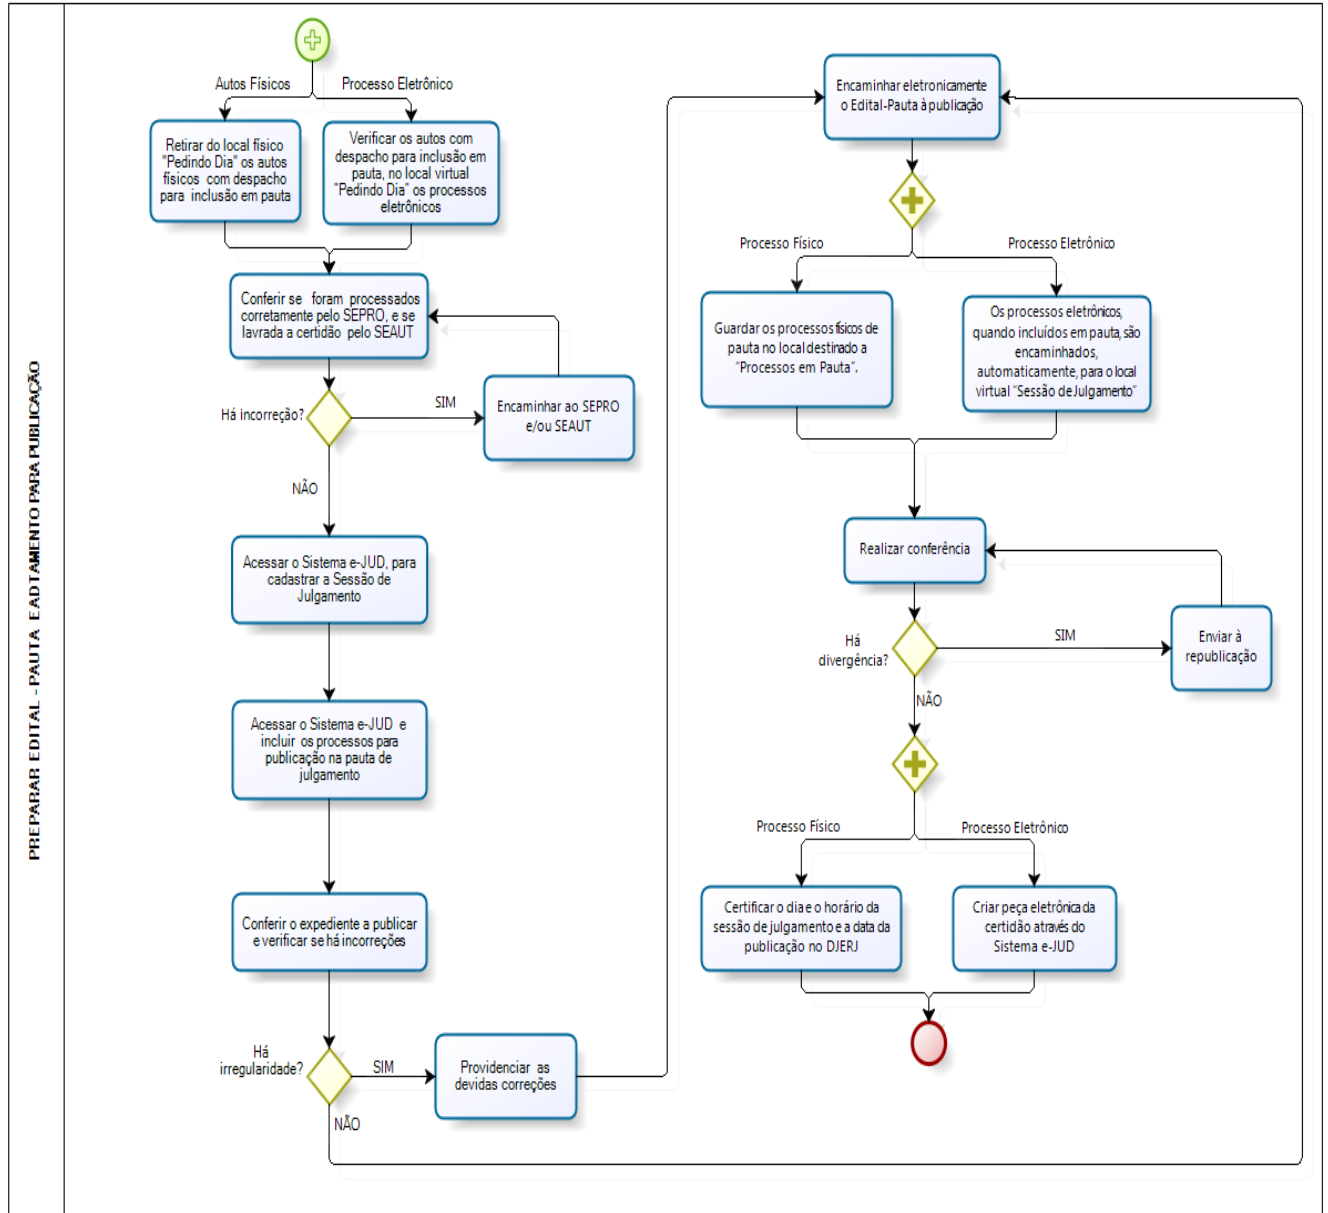 PREPARAR EDITAL - PAUTA E ADTAMENTO PARA PUBLICAÇÃO
Autos Físicos
Processo Eletrônico
Retirar do local físico
"Pedindo Dia" os autos
físicos com despacho
para inclusão em pauta
Verificar os autos com
despacho para inclusão em
pauta, no local virtual
"Pedindo Dia" os processos
eletrônicos
Conferir se foram processados
corretamente pelo SEPRO, e se
lavrada a certidão pelo SEAUT
Há incorreção?
SIM
Encaminhar ao SEPRO
e/ou SEAUT
NÃO
Acessar o Sistema e-JUD, para
cadastrar a Sessão de
Julgamento
Acessar o Sistema e-JUD e
incluir os processos para
publicação na pauta de
julgamento
Conferir o expediente a publicar
e verificar se há incorreções
Há
irregularidade?
SIM
Providenciar as
devidas correções
NÃO
Encaminhar eletronicamente
o Edital-Pauta à publicação
Processo Físico
Processo Eletrônico
Guardar os processos físicos de
pauta no local destinado a
“Processos em Pauta”.
Os processos eletrônicos,
quando incluídos em pauta, são
encaminhados,
automaticamente, para o local
virtual “Sessão de Julgamento”
Realizar conferência
Há
divergência?
SIM
Enviar à
republicação
NÃO
Processo Físico
Processo Eletrônico
Certificar o dia e o horário da
sessão de julgamento e a data da
publicação no DJERJ
Criar peça eletrônica da
certidão através do
Sistema e-JUD